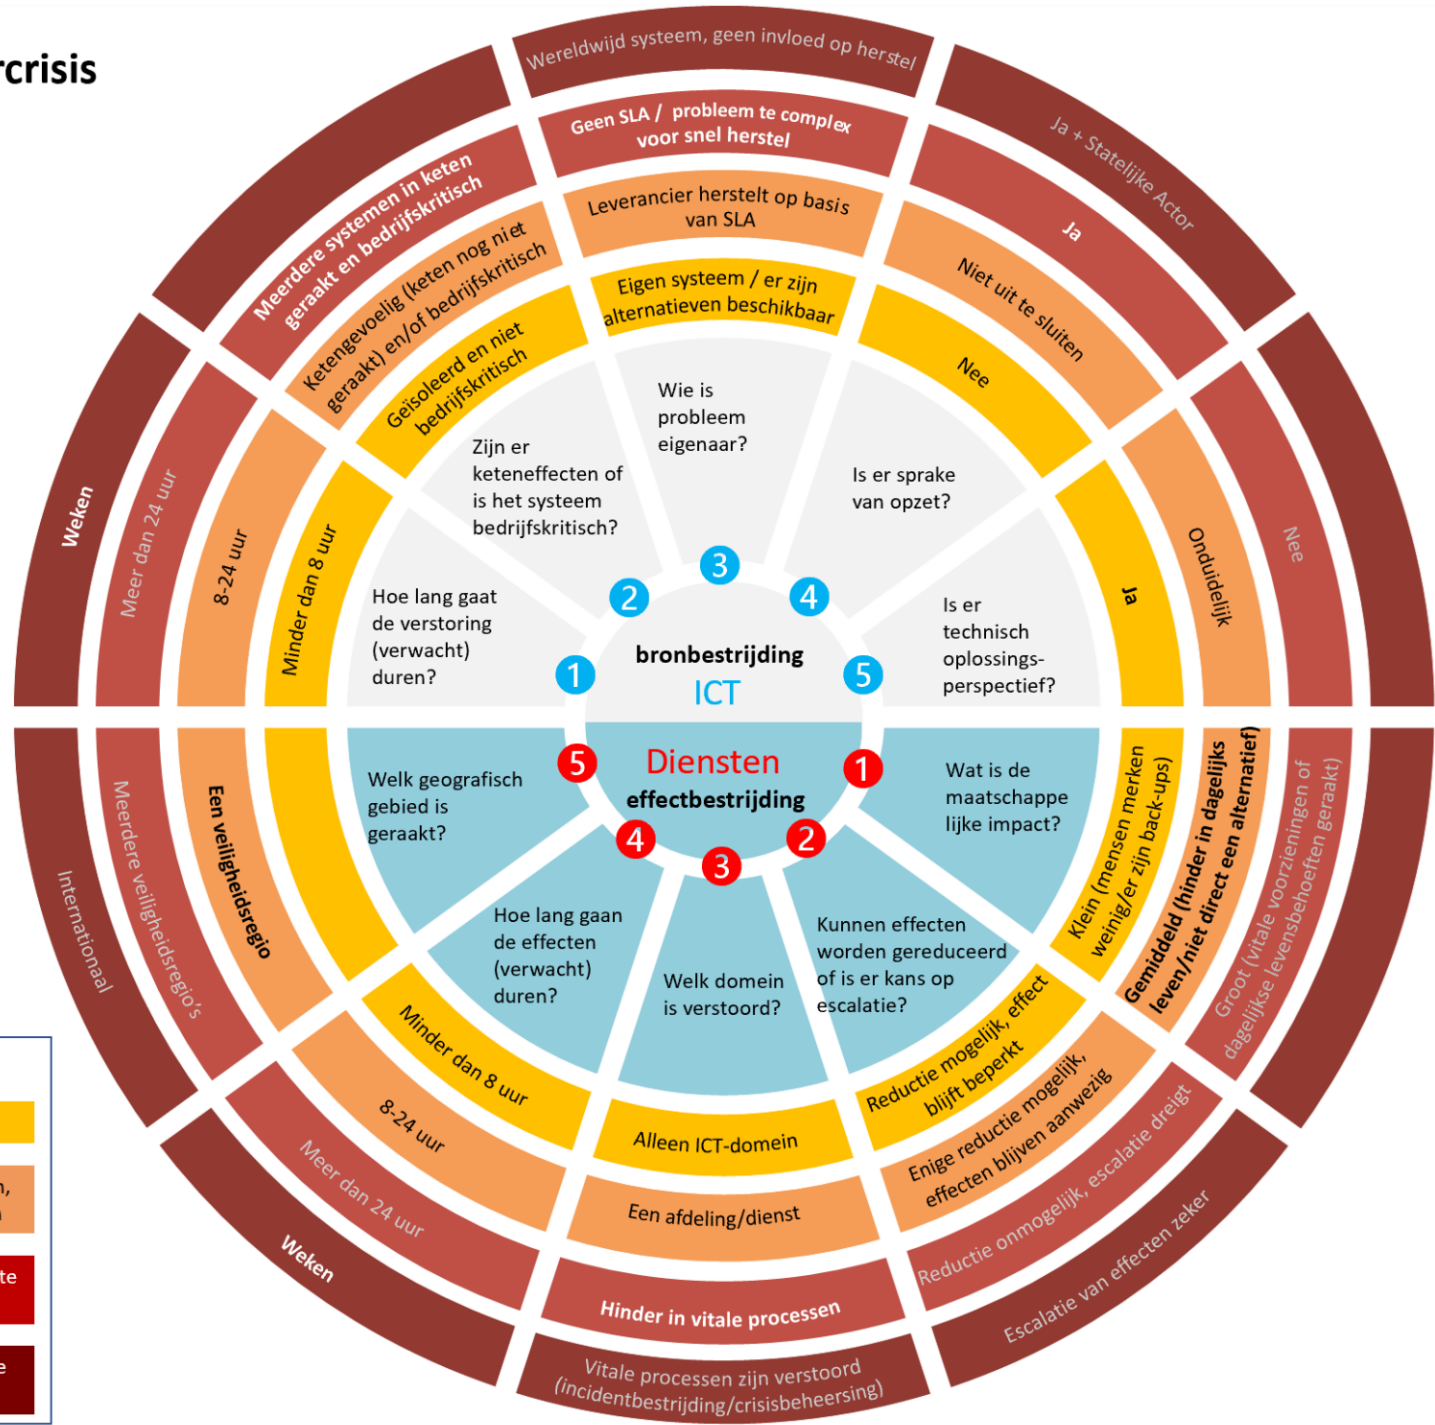 rcrisis
Wereldwijd systeem, geen invloed op herstel
Geen SLA / probleem te complex
voor snel herstel
Leverancier herstelt op basis
van SLA
Eigen systeem / er zijn
alternatieven beschikbaar
Wie is
probleem
eigenaar?
3
Ja + Statelijke Actor
Ja
Niet uit te sluiten
Nee
Is er sprake
van opzet?
4
Nee
Onduidelijk
Ja
Is er
technisch
oplossings-
perspectief?
5
Meerdere systemen in keten
geraakt en bedrijfskritisch
Ketengevoelig (keten nog niet
geraakt) en/of bedrijfskritisch
Geïsoleerd en niet
bedrijfskritisch
Zijn er
keteneffecten of
is het systeem
bedrijfskritisch?
2
Weken
Meer dan 24 uur
8-24 uur
Minder dan 8 uur
Hoe lang gaat
de verstoring
(verwacht)
duren?
1
bronbestrijding
ICT
Diensten
effectbestrijding
1
Wat is de
maatschappe
lijke impact?
Klein (mensen merken
weinig/er zijn back-ups)
Gemiddeld (hinder in dagelijks
leven/niet direct een alternatief)
Groot (vitale voorzieningen of
dagelijkse levensbehoeften geraakt)
2
Kunnen effecten
worden gereduceerd
of is er kans op
escalatie?
Reductie mogelijk, effect
blijft beperkt
Enige reductie mogelijk,
effecten blijven aanwezig
Reductie onmogelijk, escalatie dreigt
Escalatie van effecten zeker
3
Welk domein
is verstoord?
Alleen ICT-domein
Een afdeling/dienst
Hinder in vitale processen
Vitale processen zijn verstoord
(incidentbestrijding/crisisbeheersing)
4
Hoe lang gaan
de effecten
(verwacht)
duren?
Minder dan 8 uur
8-24 uur
Meer dan 24 uur
Weken
5
Welk geografisch
gebied is
geraakt?
Een veiligheidsregio
Meerdere veiligheidsregio's
Internationaal
te
e